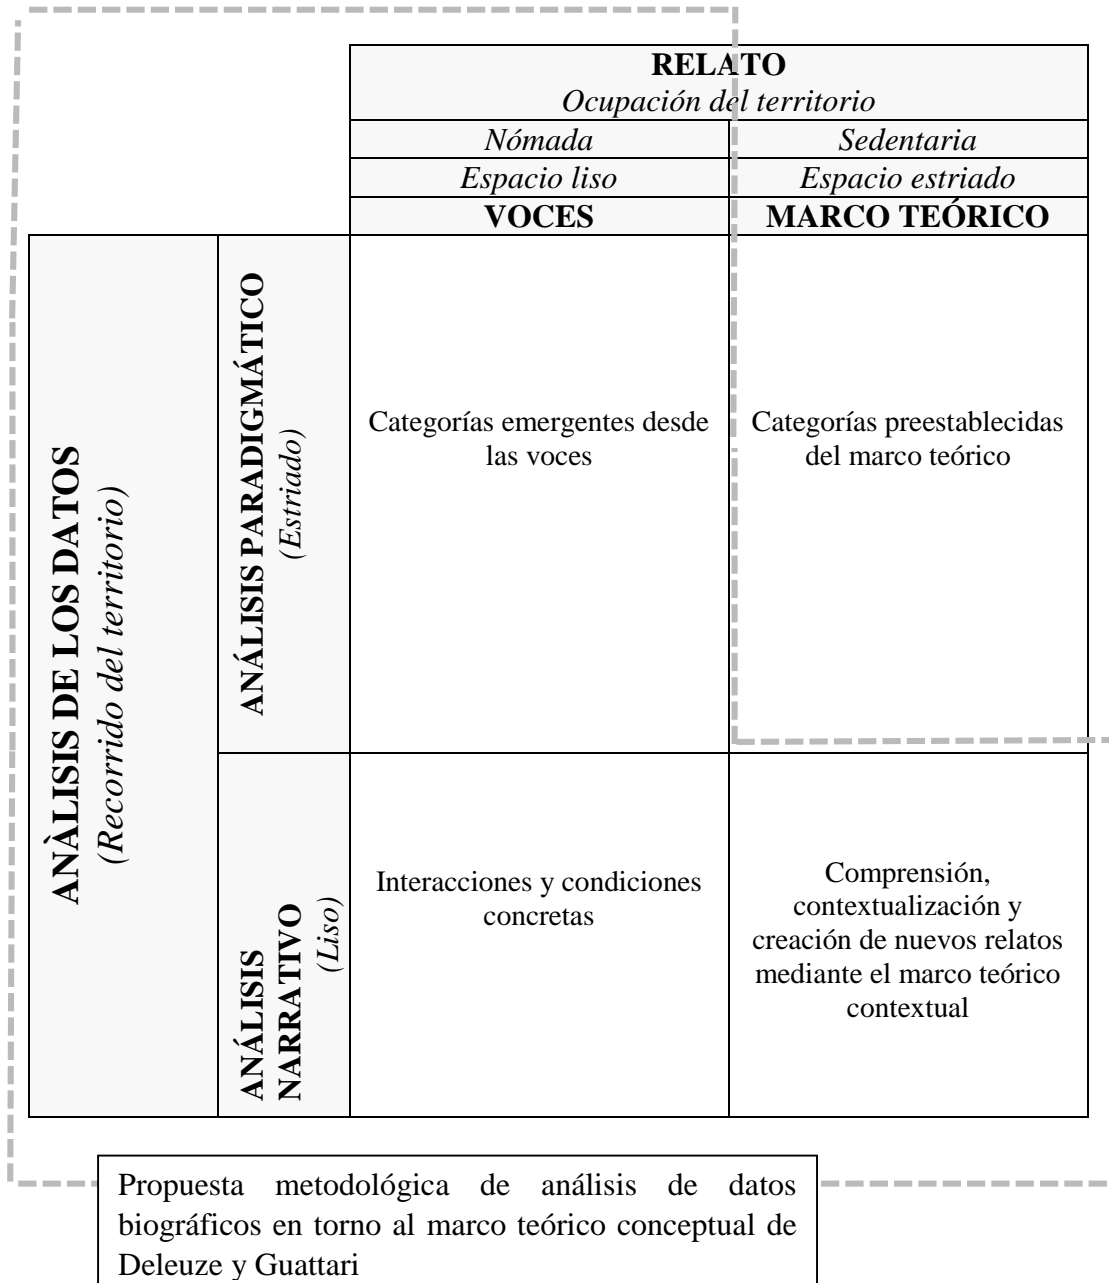 RELATO
Ocupación del territorio
Nómada
Sedentaria
Espacio liso
Espacio estriado
VOCES
MARCO TEÓRICO
ANÀLISIS DE LOS DATOS
(Recorrido del territorio)
ANÁLISIS PARADIGMÁTICO
(Estriado)
Categorías emergentes desde
las voces
Categorías preestablecidas
del marco teórico
ANÁLISIS
NARRATIVO
(Liso)
Interacciones y condiciones
concretas
Comprensión,
contextualización y
creación de nuevos relatos
mediante el marco teórico
contextual
Propuesta metodológica de análisis de datos
biográficos en torno al marco teórico conceptual de
Deleuze y Guattari